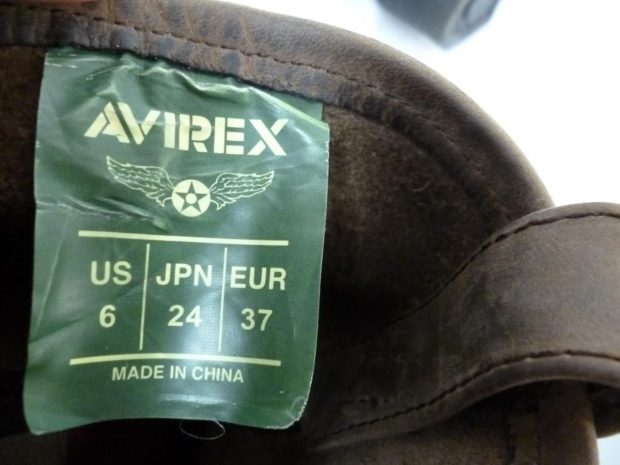 AVIREX
US JPN EUR
6 24 37
MADE IN CHINA